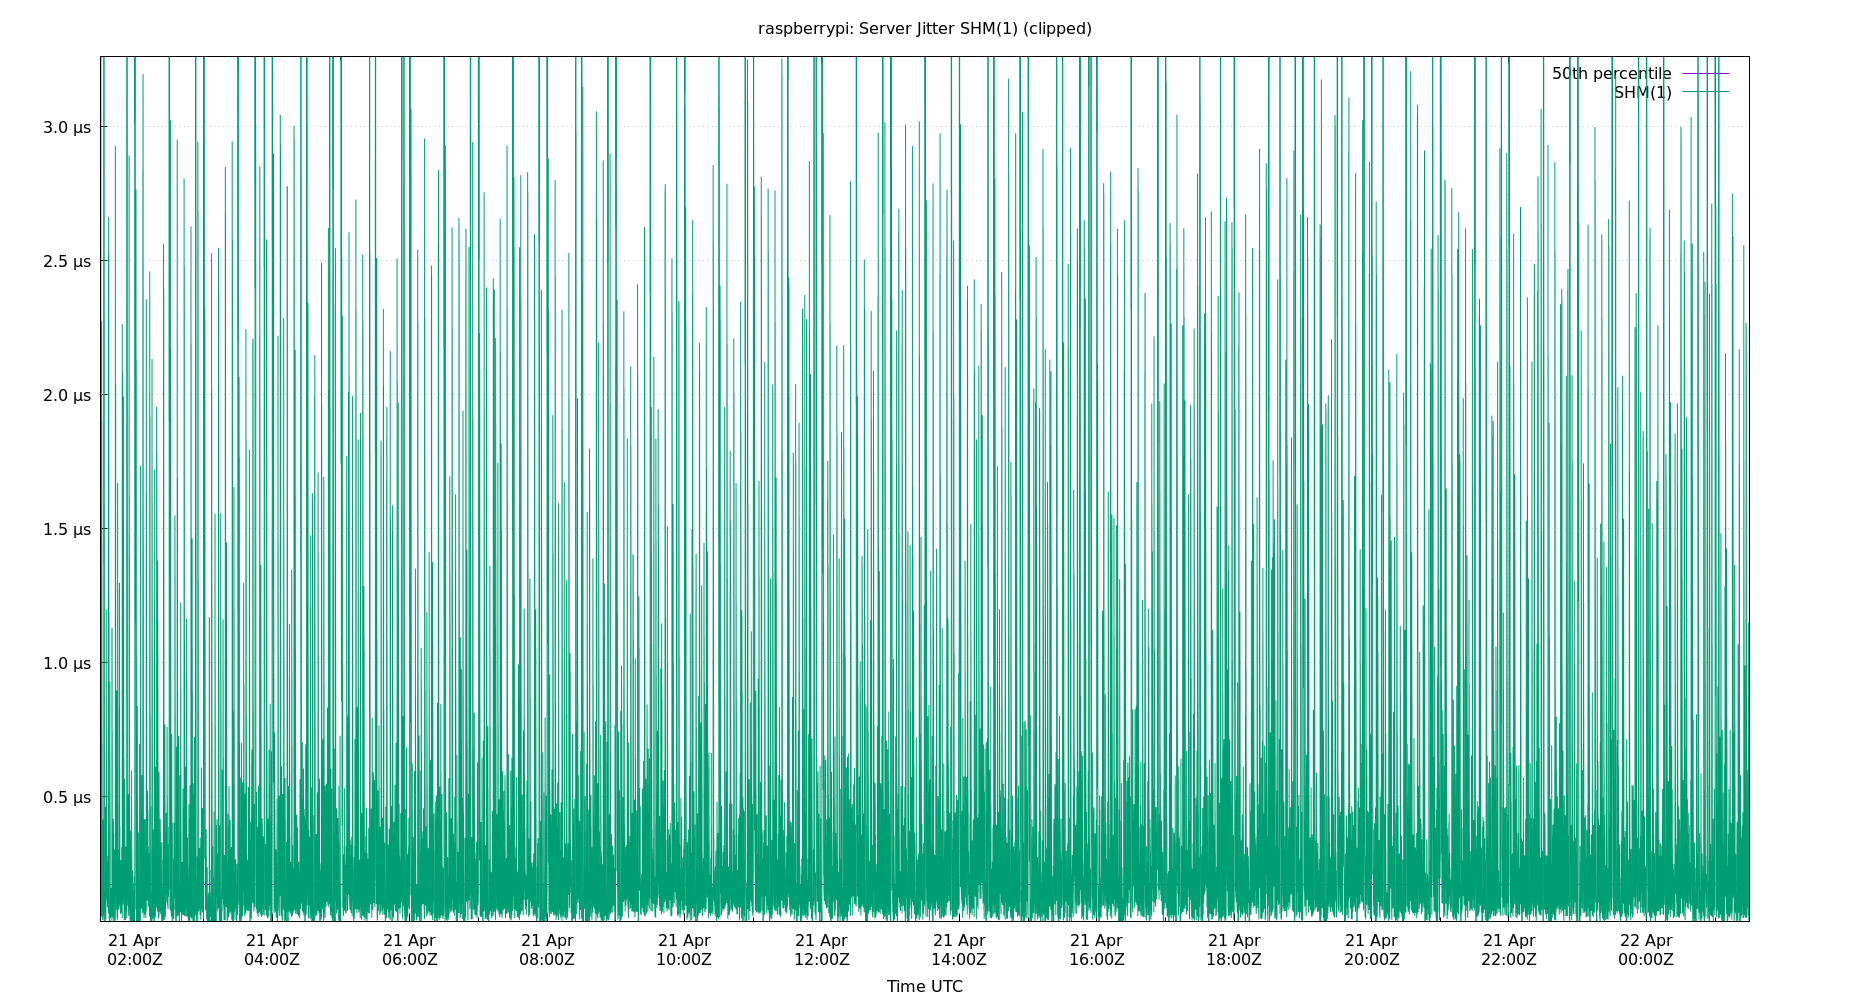 raspberrypi: Server Jitter SHM(1) (clipped)
50th percentile
SHM(1)
3.0 µs
2.5 µs
2.0 µs
1.5 µs
1.0 µs
0.5 µs
21 Apr 21 Apr 21 Apr 21 Apr 21 Apr 21 Apr 21 Apr 21 Apr 21 Apr 21 Apr 21 Apr 22 Apr
02:00Z 04:00Z 06:00Z 08:00Z 10:00Z 12:00Z 14:00Z 16:00Z 18:00Z 20:00Z 22:00Z 00:00Z
Time UTC